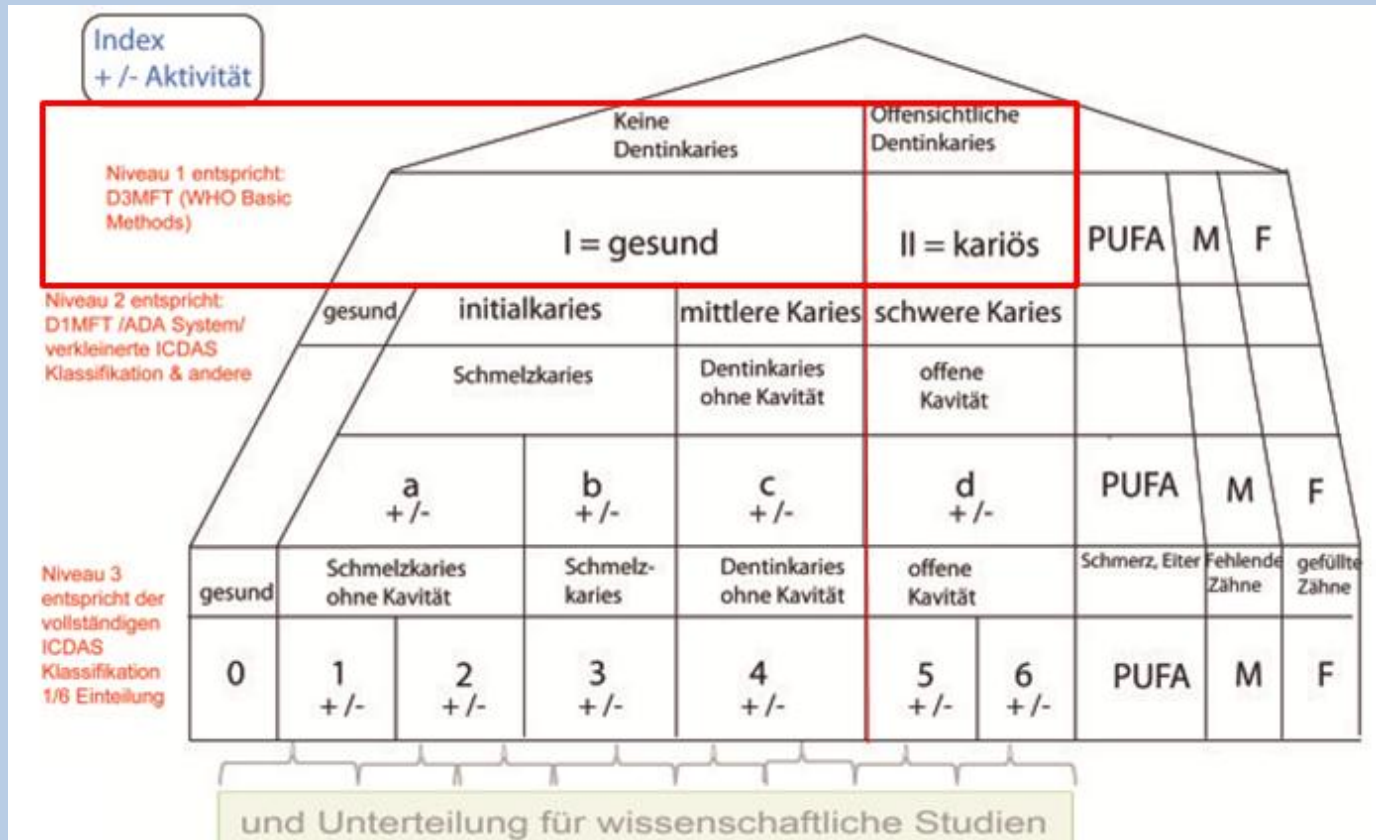 Index
+ /- Aktivität
Keine
Dentinkaries
Offensichtliche
Dentinkaries
Niveau 1 entspricht:
D3MFT (WHO Basic
Methods)
I = gesund
II = kariös
PUFA
M
F
Niveau 2 entspricht:
D1MFT /ADA System/
verkleinerte ICDAS
Klassifikation & andere
gesund
initialkaries
mittlere Karies
schwere Karies
Schmelzkaries
Dentinkaries
ohne Kavität
offene
Kavität
a
+ /-
b
+ /-
c
+ /-
d
+ /-
PUFA
M
F
Niveau 3
entspricht der
vollständigen
ICDAS
Klassifikation
1/6 Einteilung
gesund
Schmelzkaries
ohne Kavität
Schmelz-
karies
Dentinkaries
ohne Kavität
offene
Kavität
Schmerz, Eiter
Fehlende
Zähne
gefüllte
Zähne
0
1
+ /-
2
+ /-
3
+ /-
4
+ /-
5
+ /-
6
+ /-
PUFA
M
F
und Unterteilung für wissenschaftliche Studien